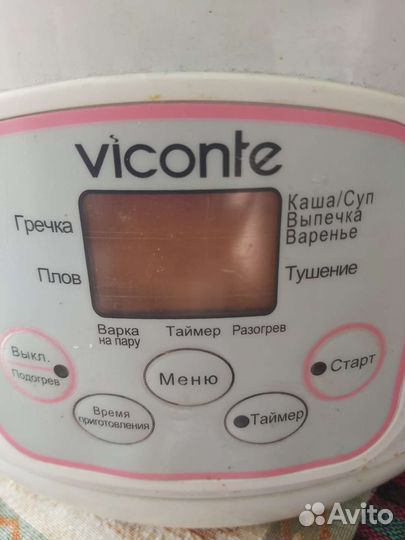 viconte
Гречка
Плов
Каша/Суп
Выпечка
Варенье
Тушение
Варка
на пару
Таймер
Разогрев
Выкл.
Подогрев
Меню
Старт
Время
приготовления
Таймер
Avito